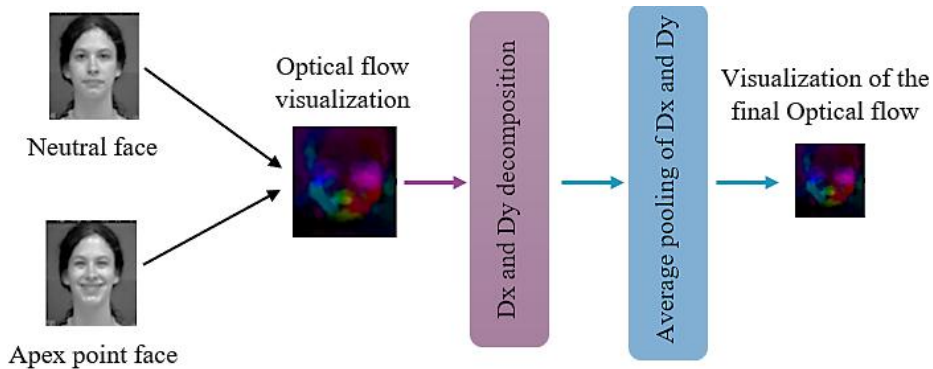 Neutral face
Apex point face
Optical flow
visualization
Dx and Dy decomposition
Average pooling of Dx and Dy
Visualization of the
final Optical flow